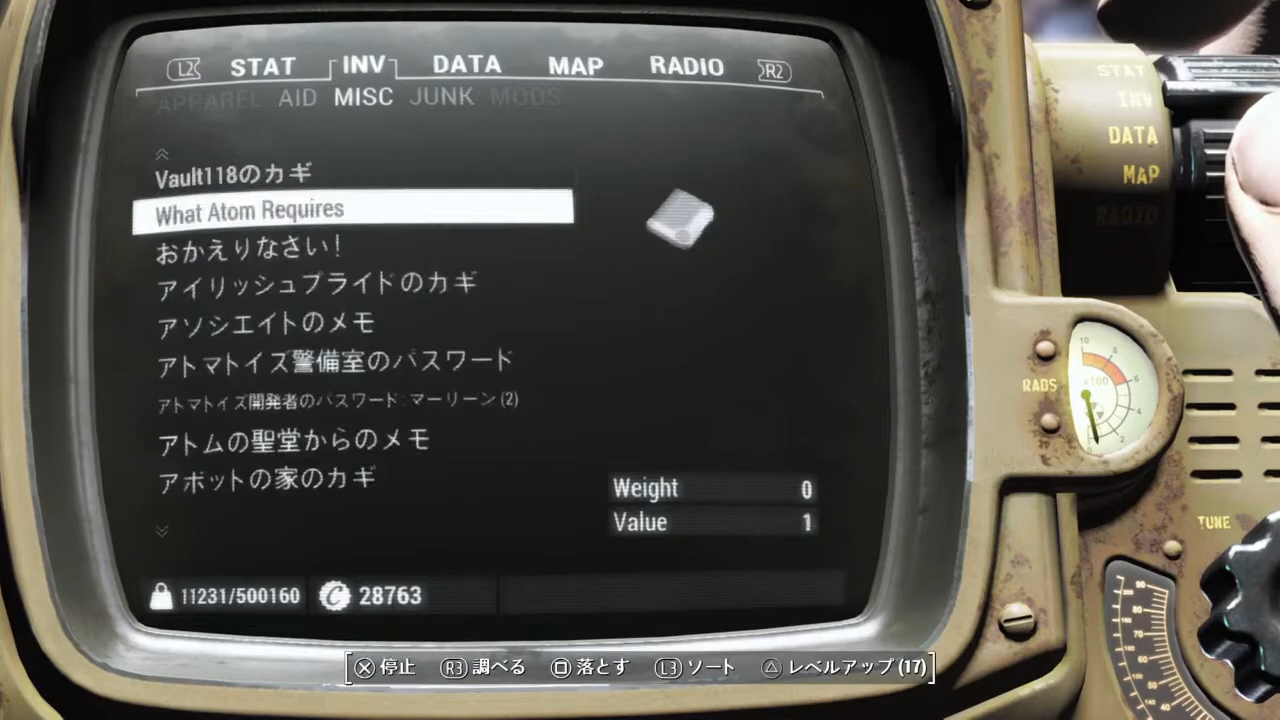 L2 STAT INV DATA MAP RADIO R2
APPAREL AID MISC JUNK MODS
Vault118のカギ
What Atom Requires
おかえりなさい!
アイリッシュプライドのカギ
アソシエイトのメモ
アトマトイズ警備室のパスワード
アトマトイズ開発者のパスワード:マーリーン(2)
アトムの聖堂からのメモ
アボットの家のカギ
Weight 0
Value 1
11231/500160 28763
停止 R3 調べる 落とす L3 ソート レベルアップ(17)
STAT
INV
DATA
MAP
RADIO
RADS
10
8
6
4
2
0
x100
TUNE